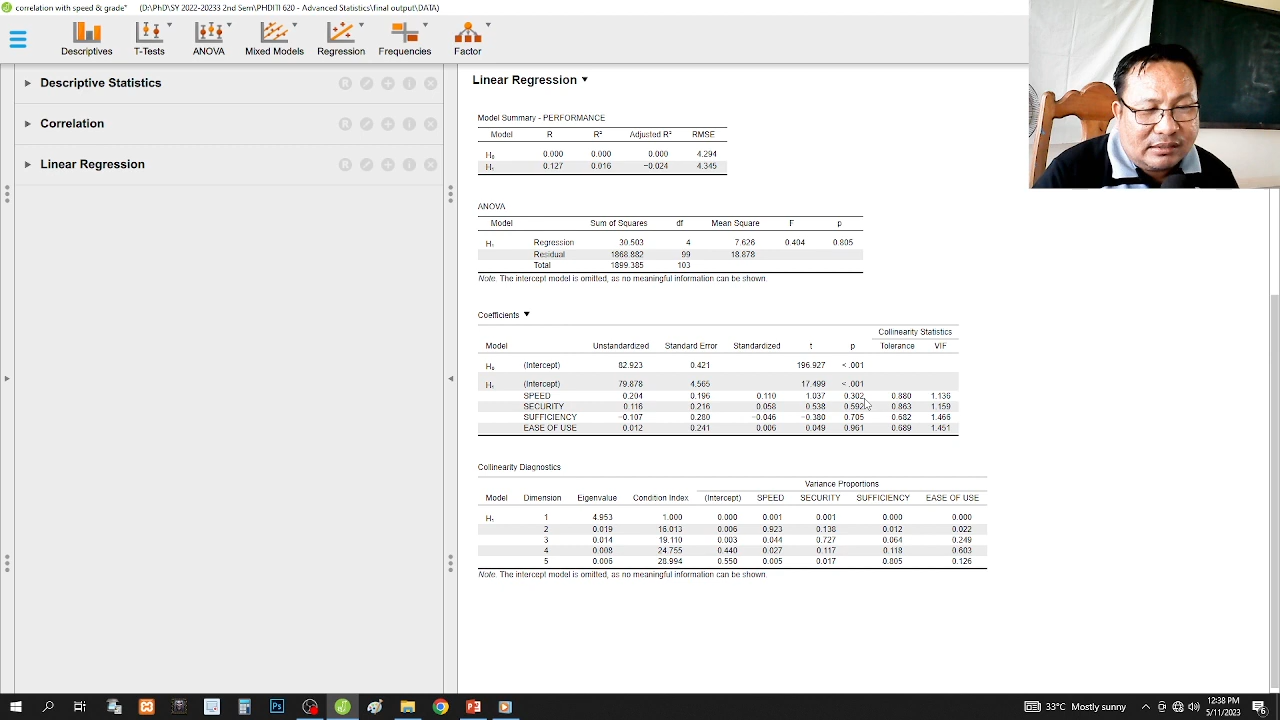 correlation with speed & grade*    (D:\PhD\SY 2022-20233 2nd Sem\PHDITI 620 - Advanced Statistics\final output\DATA)
Descriptives T-Tests ANOVA Mixed Models Regression Frequencies Factor
Descriptive Statistics
Correlation
Linear Regression
Linear Regression
Model Summary - PERFORMANCE
Model R R² Adjusted R² RMSE
H₀ 0.000 0.000 0.000 4.294
H₁ 0.127 0.016 −0.024 4.345
ANOVA
Model Sum of Squares df Mean Square F p
H₁ Regression 30.503 4 7.626 0.404 0.805
Residual 1868.882 99 18.878
Total 1899.385 103
Note. The intercept model is omitted, as no meaningful information can be shown.
Coefficients
Collinearity Statistics
Model Unstandardized Standard Error Standardized t p Tolerance VIF
H₀ (Intercept) 82.923 0.421 196.927 < .001
H₁ (Intercept) 79.878 4.565 17.499 < .001
SPEED 0.204 0.196 0.110 1.037 0.302 0.880 1.136
SECURITY 0.116 0.216 0.058 0.538 0.592 0.863 1.159
SUFFICIENCY −0.107 0.280 −0.046 −0.380 0.705 0.682 1.466
EASE OF USE 0.012 0.241 0.006 0.049 0.961 0.689 1.451
Collinearity Diagnostics
Variance Proportions
Model Dimension Eigenvalue Condition Index (Intercept) SPEED SECURITY SUFFICIENCY EASE OF USE
H₁ 1 4.953 1.000 0.000 0.001 0.001 0.000 0.000
2 0.019 16.013 0.006 0.923 0.138 0.012 0.022
3 0.014 19.110 0.003 0.044 0.727 0.064 0.249
4 0.008 24.755 0.440 0.027 0.117 0.118 0.603
5 0.006 28.994 0.550 0.005 0.017 0.805 0.126
Note. The intercept model is omitted, as no meaningful information can be shown.
33°C Mostly sunny 12:38 PM
5/11/2023